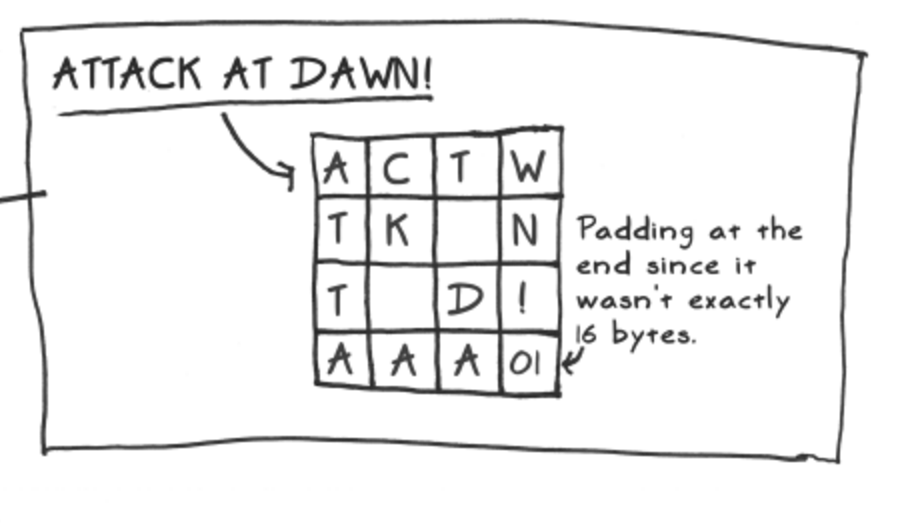 ATTACK AT DAWN!
A C T W
T K N
T D !
A A A 01
Padding at the
end since it
wasn't exactly
16 bytes.